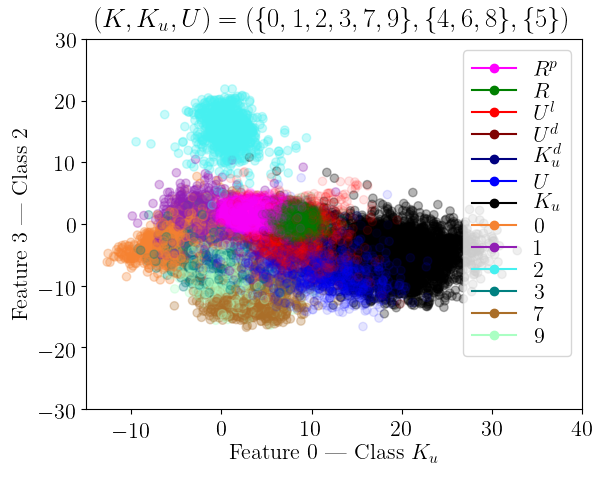 (K, K_u, U) = ({0, 1, 2, 3, 7, 9}, {4, 6, 8}, {5})
30
20
10
0
−10
−20
−30
Feature 3 — Class 2
R^p
R
U^l
U^d
K_u^d
U
K_u
0
1
2
3
7
9
−10 0 10 20 30 40
Feature 0 — Class K_u